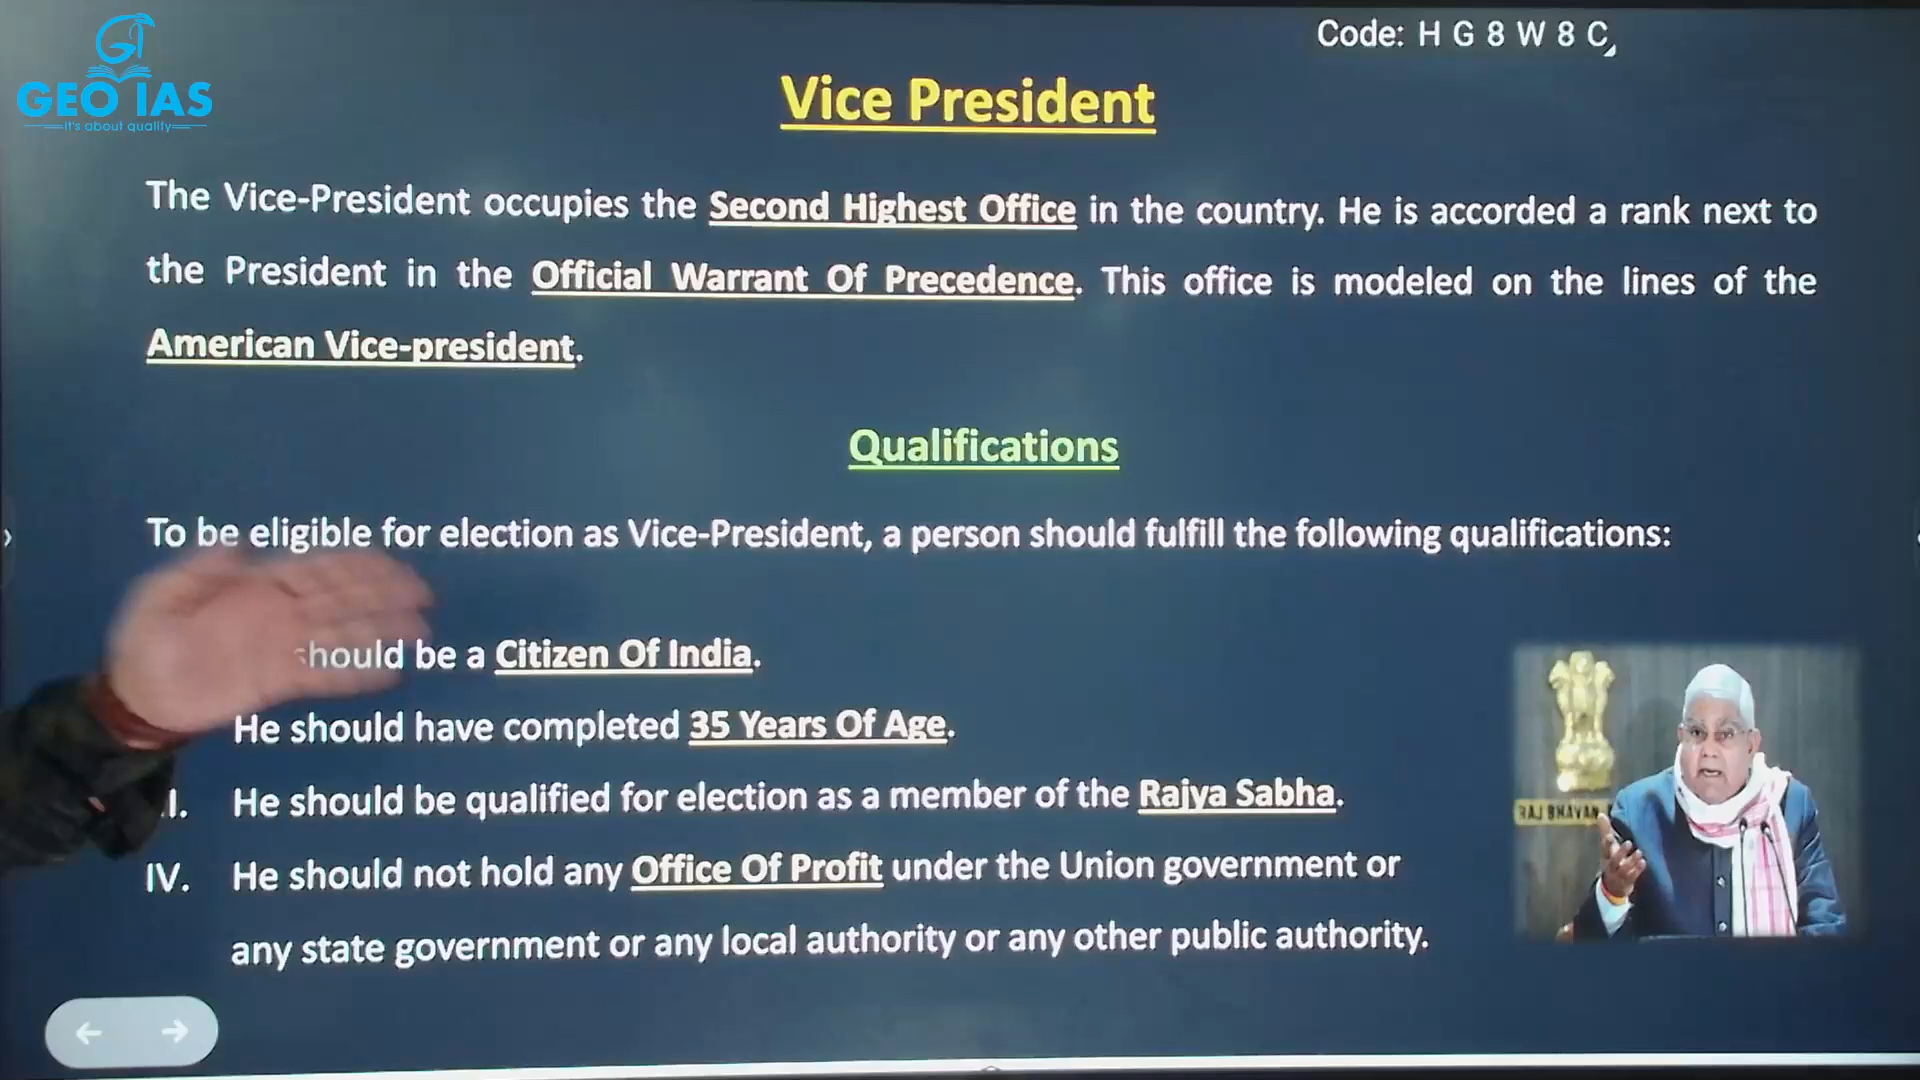 GEO IAS
it's about quality
Code: H G 8 W 8 C
Vice President
The Vice-President occupies the Second Highest Office in the country. He is accorded a rank next to
the President in the Official Warrant Of Precedence. This office is modeled on the lines of the
American Vice-president.
Qualifications
To be eligible for election as Vice-President, a person should fulfill the following qualifications:
should be a Citizen Of India.
He should have completed 35 Years Of Age.
I. He should be qualified for election as a member of the Rajya Sabha.
IV. He should not hold any Office Of Profit under the Union government or
any state government or any local authority or any other public authority.
RAJ BHAVAN